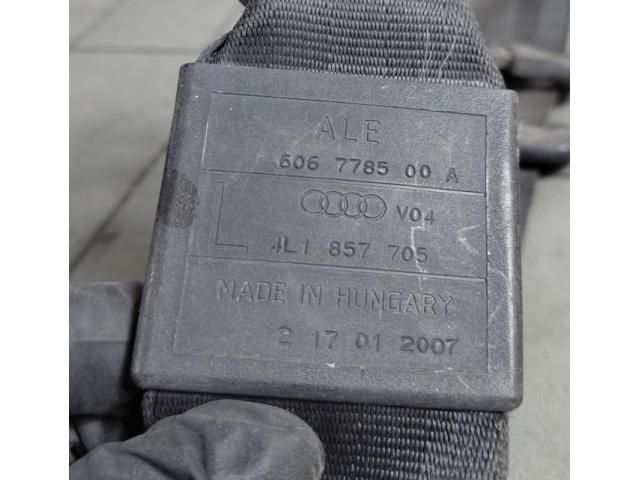 ALE
606 7785 00 A
V04
L 4L1 857 705
MADE IN HUNGARY
2 17 01 2007